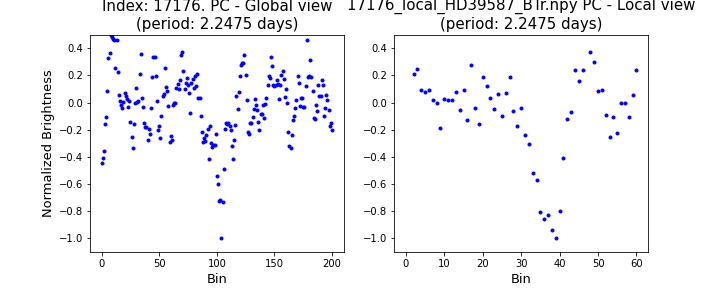 Index: 17176. PC - Global view
(period: 2.2475 days)
17176_local_HD39587_BTr.npy PC - Local view
(period: 2.2475 days)
Normalized Brightness
0.4
0.2
0.0
−0.2
−0.4
−0.6
−0.8
−1.0
0 50 100 150 200
Bin
0.4
0.2
0.0
−0.2
−0.4
−0.6
−0.8
−1.0
0 10 20 30 40 50 60
Bin